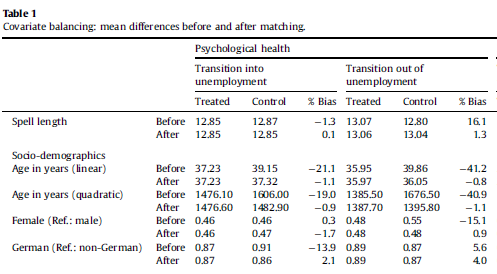 Table 1
Covariate balancing: mean differences before and after matching.
Psychological health
Transition into unemployment Transition out of unemployment
Treated Control % Bias Treated Control % Bias
Spell length Before 12.85 12.87 −1.3 13.07 12.80 16.1
After 12.85 12.85 0.1 13.06 13.04 1.3
Socio-demographics
Age in years (linear) Before 37.23 39.15 −21.1 35.95 39.86 −41.2
After 37.23 37.32 −1.1 35.97 36.05 −0.8
Age in years (quadratic) Before 1476.10 1606.00 −19.0 1385.50 1676.50 −40.9
After 1476.60 1482.90 −0.9 1387.70 1395.80 −1.1
Female (Ref.: male) Before 0.46 0.46 0.3 0.48 0.55 −15.1
After 0.46 0.47 −1.7 0.48 0.48 0.9
German (Ref.: non-German) Before 0.87 0.91 −13.9 0.89 0.87 5.6
After 0.87 0.86 2.1 0.89 0.87 4.0